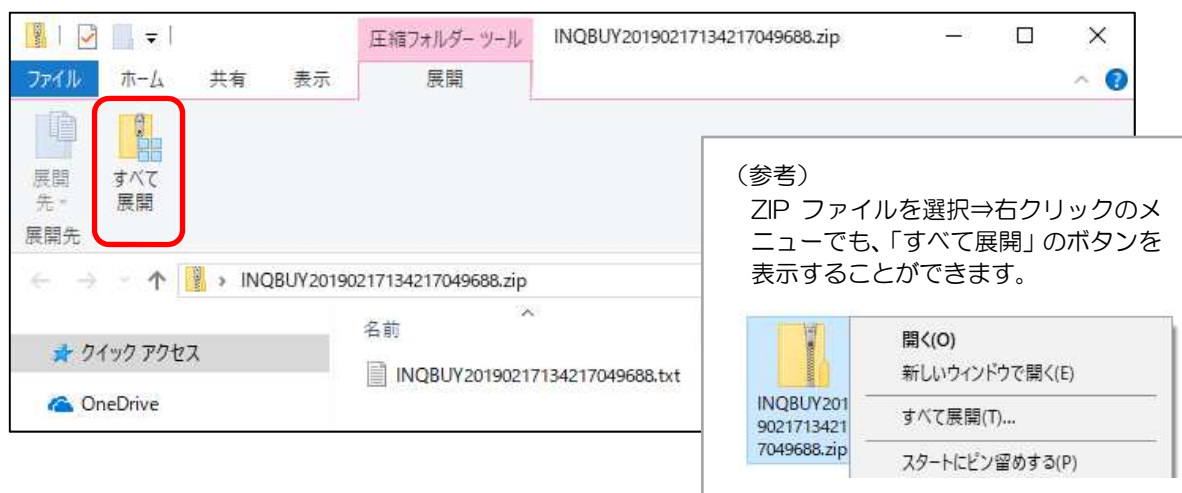 圧縮フォルダー ツール
INQBUY20190217134217049688.zip
ファイル
ホーム
共有
表示
展開
展開
先
すべて
展開
展開先
INQBUY20190217134217049688.zip
名前
クイック アクセス
INQBUY20190217134217049688.txt
OneDrive
（参考）
ZIP ファイルを選択⇒右クリックのメ
ニューでも、「すべて展開」のボタンを
表示することができます。
INQBUY201
9021713421
7049688.zip
開く(O)
新しいウィンドウで開く(E)
すべて展開(T)...
スタートにピン留めする(P)